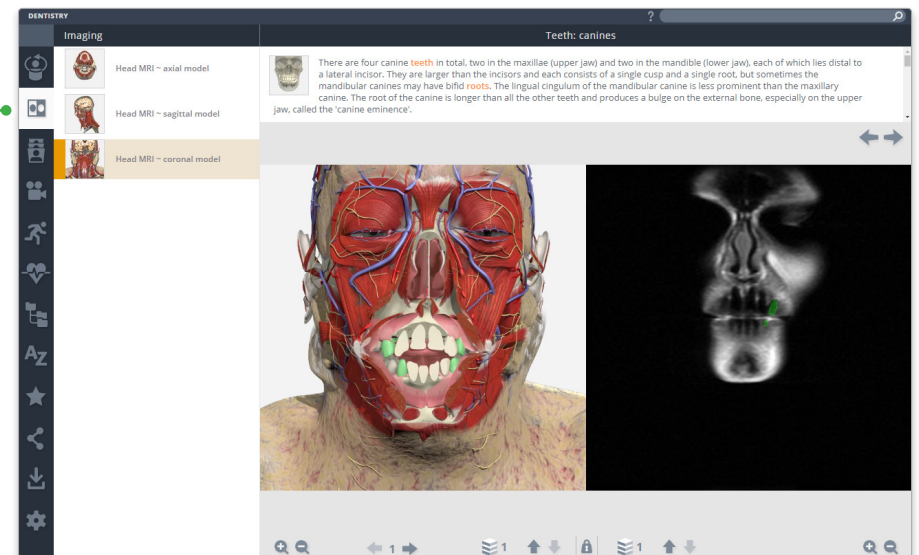 DENTISTRY
?
Imaging
Teeth: canines
Head MRI ~ axial model
Head MRI ~ sagittal model
Head MRI ~ coronal model
There are four canine teeth in total, two in the maxillae (upper jaw) and two in the mandible (lower jaw), each of which lies distal to
a lateral incisor. They are larger than the incisors and each consists of a single cusp and a single root, but sometimes the
mandibular canines may have bifid roots. The lingual cingulum of the mandibular canine is less prominent than the maxillary
canine. The root of the canine is longer than all the other teeth and produces a bulge on the external bone, especially on the upper
jaw, called the 'canine eminence'.
AZ
1
1
1